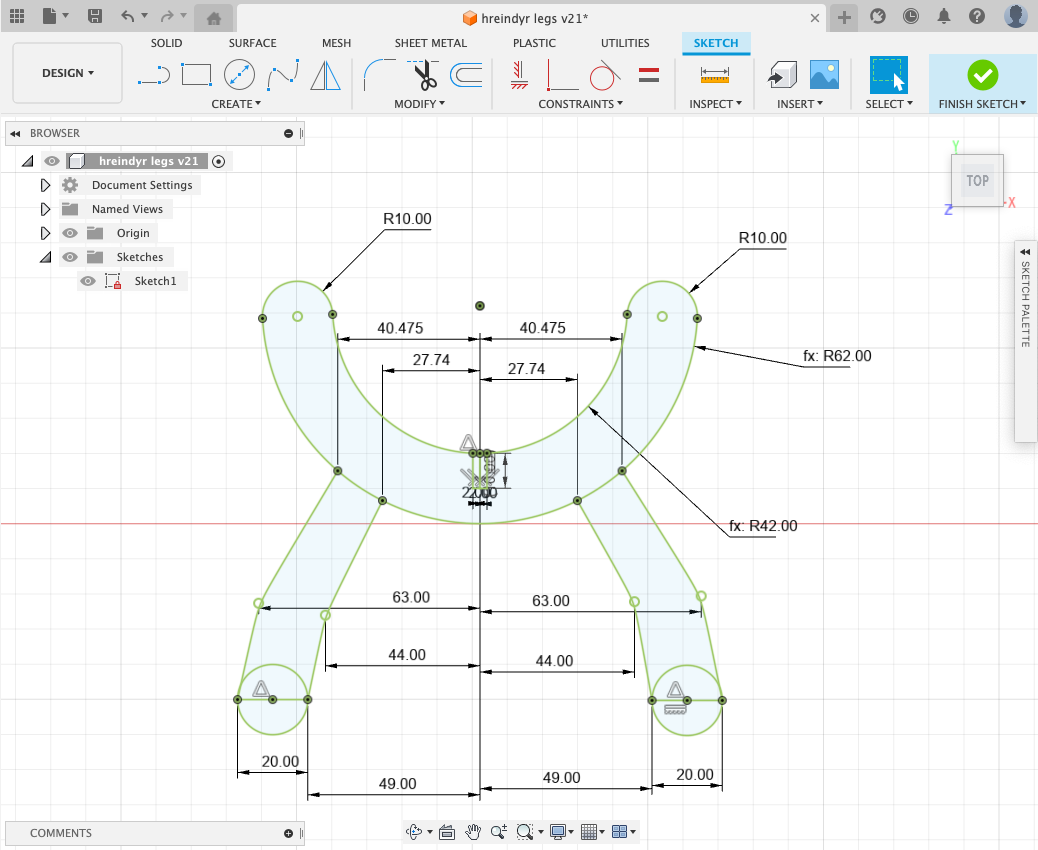 hreindyr legs v21*
SOLID SURFACE MESH SHEET METAL PLASTIC UTILITIES SKETCH
DESIGN
CREATE MODIFY CONSTRAINTS INSPECT INSERT SELECT FINISH SKETCH
BROWSER
hreindyr legs v21
Document Settings
Named Views
Origin
Sketches
Sketch1
Y
TOP
X
Z
SKETCH PALETTE
R10.00
R10.00
40.475 40.475
27.74 27.74
fx: R62.00
fx: R42.00
63.00 63.00
44.00 44.00
20.00 49.00 49.00 20.00
COMMENTS